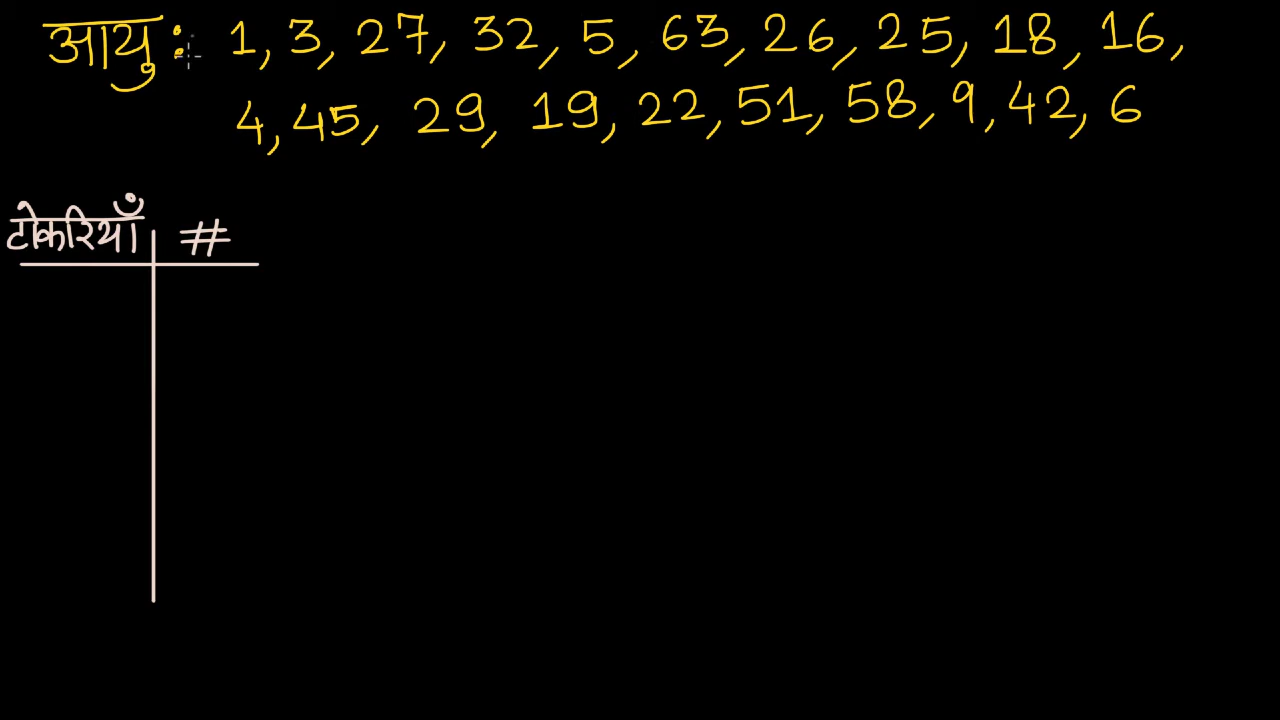 आयु : 1, 3, 27, 32, 5, 63, 26, 25, 18, 16,
4, 45, 29, 19, 22, 51, 58, 9, 42, 6
टोकरियाँ #